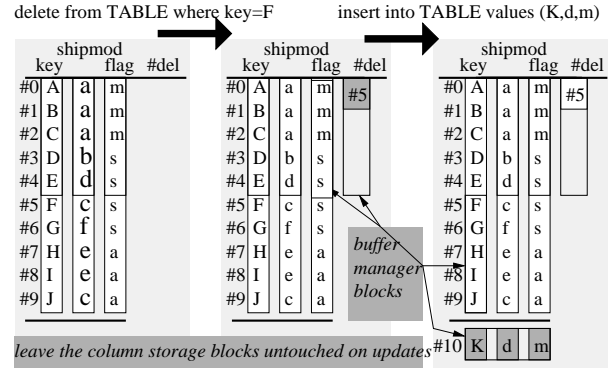 delete from TABLE where key=F insert into TABLE values (K,d,m)
shipmod shipmod shipmod
key flag #del key flag #del key flag #del
#0 A a m #0 A a m #5 #0 A a m #5
#1 B a m #1 B a m #1 B a m
#2 C a m #2 C a m #2 C a m
#3 D b s #3 D b s #3 D b s
#4 E d s #4 E d s #4 E d s
#5 F c s #5 F c s #5 F c s
#6 G f s #6 G f s buffer #6 G f s
#7 H e a #7 H e a manager #7 H e a
#8 I e a #8 I e a blocks #8 I e a
#9 J c a #9 J c a #9 J c a
leave the column storage blocks untouched on updates #10 K d m